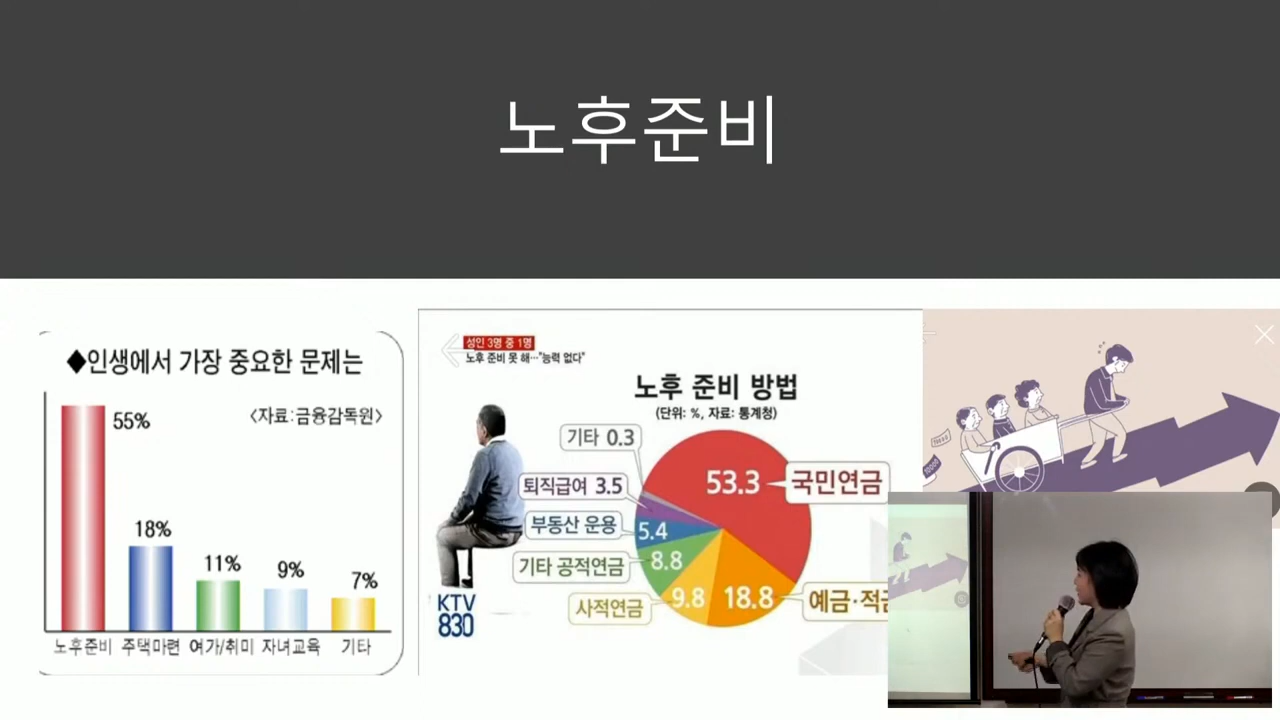 노후준비
◆인생에서 가장 중요한 문제는
<자료:금융감독원>
55%
18%
11%
9%
7%
노후준비 주택마련 여가/취미 자녀교육 기타
성인 3명 중 1명
노후 준비 못 해…"능력 없다"
노후 준비 방법
(단위: %, 자료: 통계청)
기타 0.3
53.3 국민연금
퇴직급여 3.5
부동산 운용 5.4
기타 공적연금 8.8
사적연금 9.8
18.8 예금·적금
KTV
830
10000